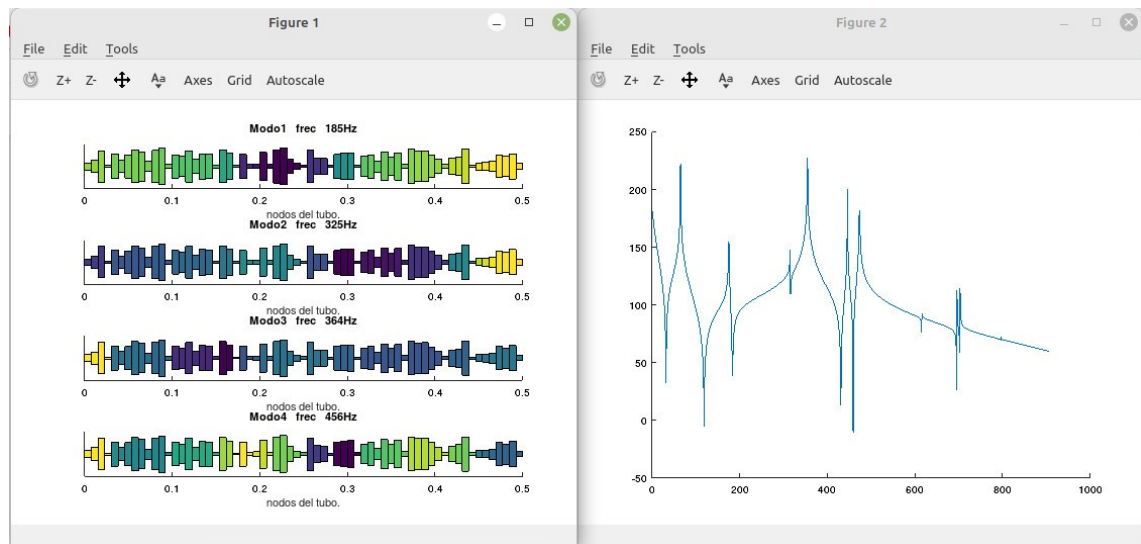 Figure 1
File Edit Tools
Z+ Z- Aa Axes Grid Autoscale
Modo1 frec 185Hz
0 0.1 0.2 0.3 0.4 0.5
nodos del tubo.
Modo2 frec 325Hz
0 0.1 0.2 0.3 0.4 0.5
nodos del tubo.
Modo3 frec 364Hz
0 0.1 0.2 0.3 0.4 0.5
nodos del tubo.
Modo4 frec 456Hz
0 0.1 0.2 0.3 0.4 0.5
nodos del tubo.
Figure 2
File Edit Tools
Z+ Z- Aa Axes Grid Autoscale
250
200
150
100
50
0
-50
0 200 400 600 800 1000